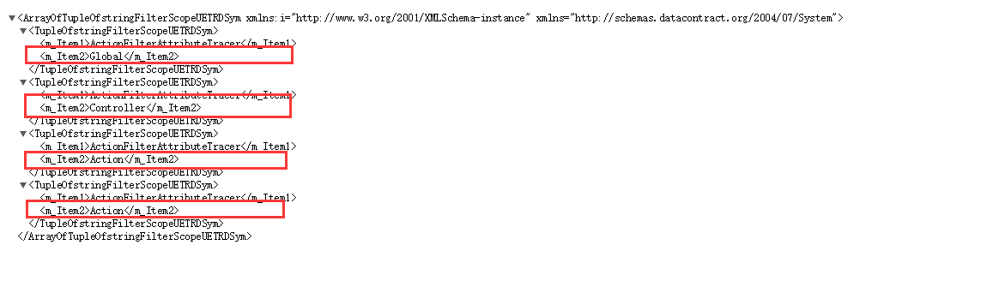 <ArrayOfTupleOfstringFilterScopeUETRDSym xmlns:i="http://www.w3.org/2001/XMLSchema-instance" xmlns="http://schemas.datacontract.org/2004/07/System">
<TupleOfstringFilterScopeUETRDSym>
<m_Item1>ActionFilterAttributeTracer</m_Item1>
<m_Item2>Global</m_Item2>
</TupleOfstringFilterScopeUETRDSym>
<TupleOfstringFilterScopeUETRDSym>
<m_Item1>ActionFilterAttributeTracer</m_Item1>
<m_Item2>Controller</m_Item2>
</TupleOfstringFilterScopeUETRDSym>
<TupleOfstringFilterScopeUETRDSym>
<m_Item1>ActionFilterAttributeTracer</m_Item1>
<m_Item2>Action</m_Item2>
</TupleOfstringFilterScopeUETRDSym>
<TupleOfstringFilterScopeUETRDSym>
<m_Item1>ActionFilterAttributeTracer</m_Item1>
<m_Item2>Action</m_Item2>
</TupleOfstringFilterScopeUETRDSym>
</ArrayOfTupleOfstringFilterScopeUETRDSym>